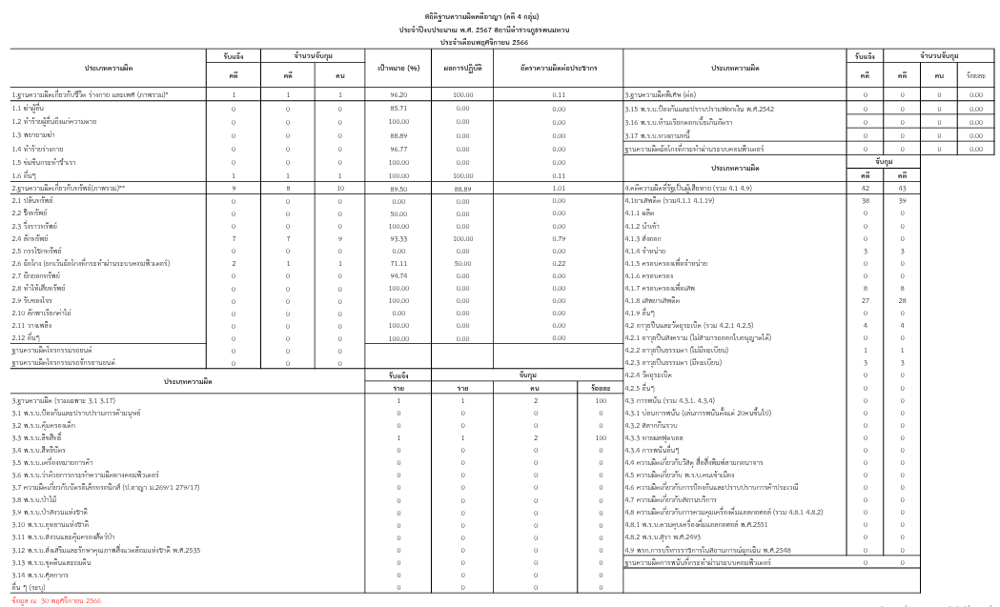 สถิติฐานความผิดคดีอาญา (คดี 4 กลุ่ม)
ประจำปีงบประมาณ พ.ศ. 2567 สถานีตำรวจภูธรพนมทวน
ประจำเดือนพฤศจิกายน 2566
ประเภทความผิด รับแจ้ง จำนวนจับกุม เป้าหมาย (%) ผลการปฏิบัติ อัตราความผิดต่อประชากร
คดี คดี คน
1.ฐานความผิดเกี่ยวกับชีวิต ร่างกาย และเพศ (ภาพรวม)* 1 1 1 96.20 100.00 0.11
1.1 ฆ่าผู้อื่น 0 0 0 85.71 0.00 0.00
1.2 ทำร้ายผู้อื่นถึงแก่ความตาย 0 0 0 100.00 0.00 0.00
1.3 พยายามฆ่า 0 0 0 88.89 0.00 0.00
1.4 ทำร้ายร่างกาย 0 0 0 96.77 0.00 0.00
1.5 ข่มขืนกระทำชำเรา 0 0 0 100.00 0.00 0.00
1.6 อื่นๆ 1 1 1 100.00 100.00 0.11
2.ฐานความผิดเกี่ยวกับทรัพย์(ภาพรวม)** 9 8 10 89.50 88.89 1.01
2.1 ปล้นทรัพย์ 0 0 0 0.00 0.00 0.00
2.2 ชิงทรัพย์ 0 0 0 50.00 0.00 0.00
2.3 วิ่งราวทรัพย์ 0 0 0 100.00 0.00 0.00
2.4 ลักทรัพย์ 7 7 9 93.33 100.00 0.79
2.5 กรรโชกทรัพย์ 0 0 0 0.00 0.00 0.00
2.6 ฉ้อโกง (ยกเว้นฉ้อโกงที่กระทำผ่านระบบคอมพิวเตอร์) 2 1 1 71.11 50.00 0.22
2.7 ยักยอกทรัพย์ 0 0 0 94.74 0.00 0.00
2.8 ทำให้เสียทรัพย์ 0 0 0 100.00 0.00 0.00
2.9 รับของโจร 0 0 0 100.00 0.00 0.00
2.10 ลักพาเรียกค่าไถ่ 0 0 0 0.00 0.00 0.00
2.11 วางเพลิง 0 0 0 100.00 0.00 0.00
2.12 อื่นๆ 0 0 0 100.00 0.00 0.00
ฐานความผิดโจรกรรมรถยนต์ 0 0 0
ฐานความผิดโจรกรรมรถจักรยานยนต์ 0 0 0
ประเภทความผิด รับแจ้ง จับกุม
ราย ราย คน ร้อยละ
3.ฐานความผิด (รวมเฉพาะ 3.1 3.17) 1 1 2 100
3.1 พ.ร.บ.ป้องกันและปราบปรามการค้ามนุษย์ 0 0 0 0
3.2 พ.ร.บ.คุ้มครองเด็ก 0 0 0 0
3.3 พ.ร.บ.ลิขสิทธิ์ 1 1 2 100
3.4 พ.ร.บ.สิทธิบัตร 0 0 0 0
3.5 พ.ร.บ.เครื่องหมายการค้า 0 0 0 0
3.6 พ.ร.บ.ว่าด้วยการกระทำความผิดทางคอมพิวเตอร์ 0 0 0 0
3.7 ความผิดเกี่ยวกับบัตรอิเล็กทรอนิกส์ (ป.อาญา ม.269/1 279/17) 0 0 0 0
3.8 พ.ร.บ.ป่าไม้ 0 0 0 0
3.9 พ.ร.บ.ป่าสงวนแห่งชาติ 0 0 0 0
3.10 พ.ร.บ.อุทยานแห่งชาติ 0 0 0 0
3.11 พ.ร.บ.สงวนและคุ้มครองสัตว์ป่า 0 0 0 0
3.12 พ.ร.บ.ส่งเสริมและรักษาคุณภาพสิ่งแวดล้อมแห่งชาติ พ.ศ.2535 0 0 0 0
3.13 พ.ร.บ.ขุดดินและถมดิน 0 0 0 0
3.14 พ.ร.บ.ศุลกากร 0 0 0 0
อื่น ๆ (ระบุ) 0 0 0 0
ข้อมูล ณ 30 พฤศจิกายน 2566
ประเภทความผิด รับแจ้ง จำนวนจับกุม
คดี คดี คน ร้อยละ
3.ฐานความผิดพิเศษ (ต่อ) 0 0 0 0.00
3.15 พ.ร.บ.ป้องกันและปราบปรามฟอกเงิน พ.ศ.2542 0 0 0 0.00
3.16 พ.ร.บ.ห้ามเรียกดอกเบี้ยเกินอัตรา 0 0 0 0.00
3.17 พ.ร.บ.ทวงถามหนี้ 0 0 0 0.00
ฐานความผิดฉ้อโกงที่กระทำผ่านระบบคอมพิวเตอร์ 0 0 0 0.00
ประเภทความผิด จับกุม
คดี คดี
4.คดีความผิดที่รัฐเป็นผู้เสียหาย (รวม 4.1 4.9) 42 43
4.1ยาเสพติด (รวม4.1.1 4.1.19) 38 39
4.1.1 ผลิต 0 0
4.1.2 นำเข้า 0 0
4.1.3 ส่งออก 0 0
4.1.4 จำหน่าย 3 3
4.1.5 ครอบครองเพื่อจำหน่าย 0 0
4.1.6 ครอบครอง 0 0
4.1.7 ครอบครองเพื่อเสพ 8 8
4.1.8 เสพยาเสพติด 27 28
4.1.9 อื่นๆ 0 0
4.2 อาวุธปืนและวัตถุระเบิด (รวม 4.2.1 4.2.5) 4 4
4.2.1 อาวุธปืนสงคราม (ไม่สามารถออกใบอนุญาตได้) 0 0
4.2.2 อาวุธปืนธรรมดา (ไม่มีทะเบียน) 1 1
4.2.3 อาวุธปืนธรรมดา (มีทะเบียน) 3 3
4.2.4 วัตถุระเบิด 0 0
4.2.5 อื่นๆ 0 0
4.3 การพนัน (รวม 4.3.1. 4.3.4) 0 0
4.3.1 บ่อนการพนัน (เล่นการพนันตั้งแต่ 20คนขึ้นไป) 0 0
4.3.2 สลากกินรวบ 0 0
4.3.3 ทายผลฟุตบอล 0 0
4.3.4 การพนันอื่นๆ 0 0
4.4 ความผิดเกี่ยวกับวัสดุ สื่อสิ่งพิมพ์ลามกอนาจาร 0 0
4.5 ความผิดเกี่ยวกับ พ.ร.บ.คนเข้าเมือง 0 0
4.6 ความผิดเกี่ยวกับการป้องกันและปราบปรามการค้าประเวณี 0 0
4.7 ความผิดเกี่ยวกับสถานบริการ 0 0
4.8 ความผิดเกี่ยวกับการควมคุมเครื่องดื่มแอลกอฮอล์ (รวม 4.8.1 4.8.2) 0 0
4.8.1 พ.ร.บ.ควมคุมเครื่องดื่มแอลกอฮอล์ พ.ศ.2551 0 0
4.8.2 พ.ร.บ.สุรา พ.ศ.2493 0 0
4.9 พรก.การบริหารราชการในสถานการณ์ฉุกเฉิน พ.ศ.2548 0 0
ฐานความผิดการพนันที่กระทำผ่านระบบคอมพิวเตอร์ 0 0